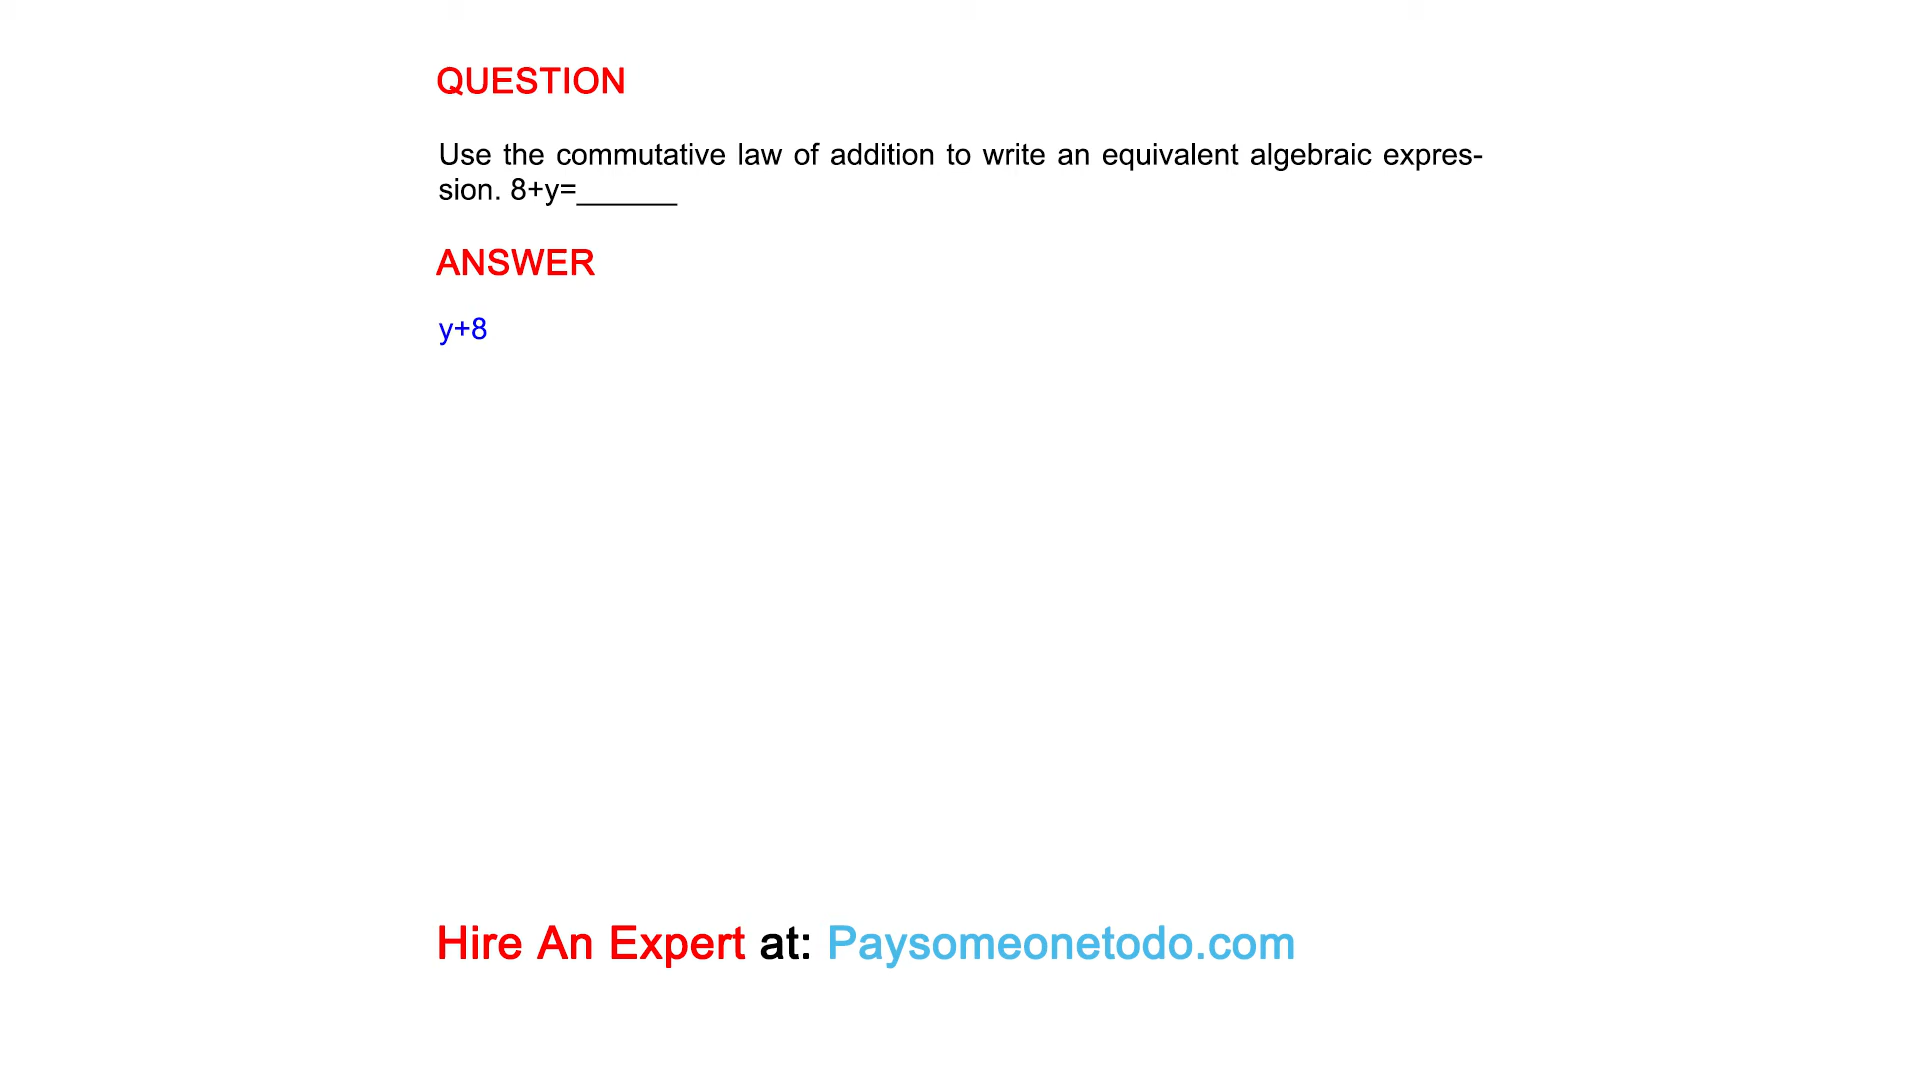 QUESTION
Use the commutative law of addition to write an equivalent algebraic expres-
sion. 8+y=______
ANSWER
y+8
Hire An Expert at: Paysomeonetodo.com